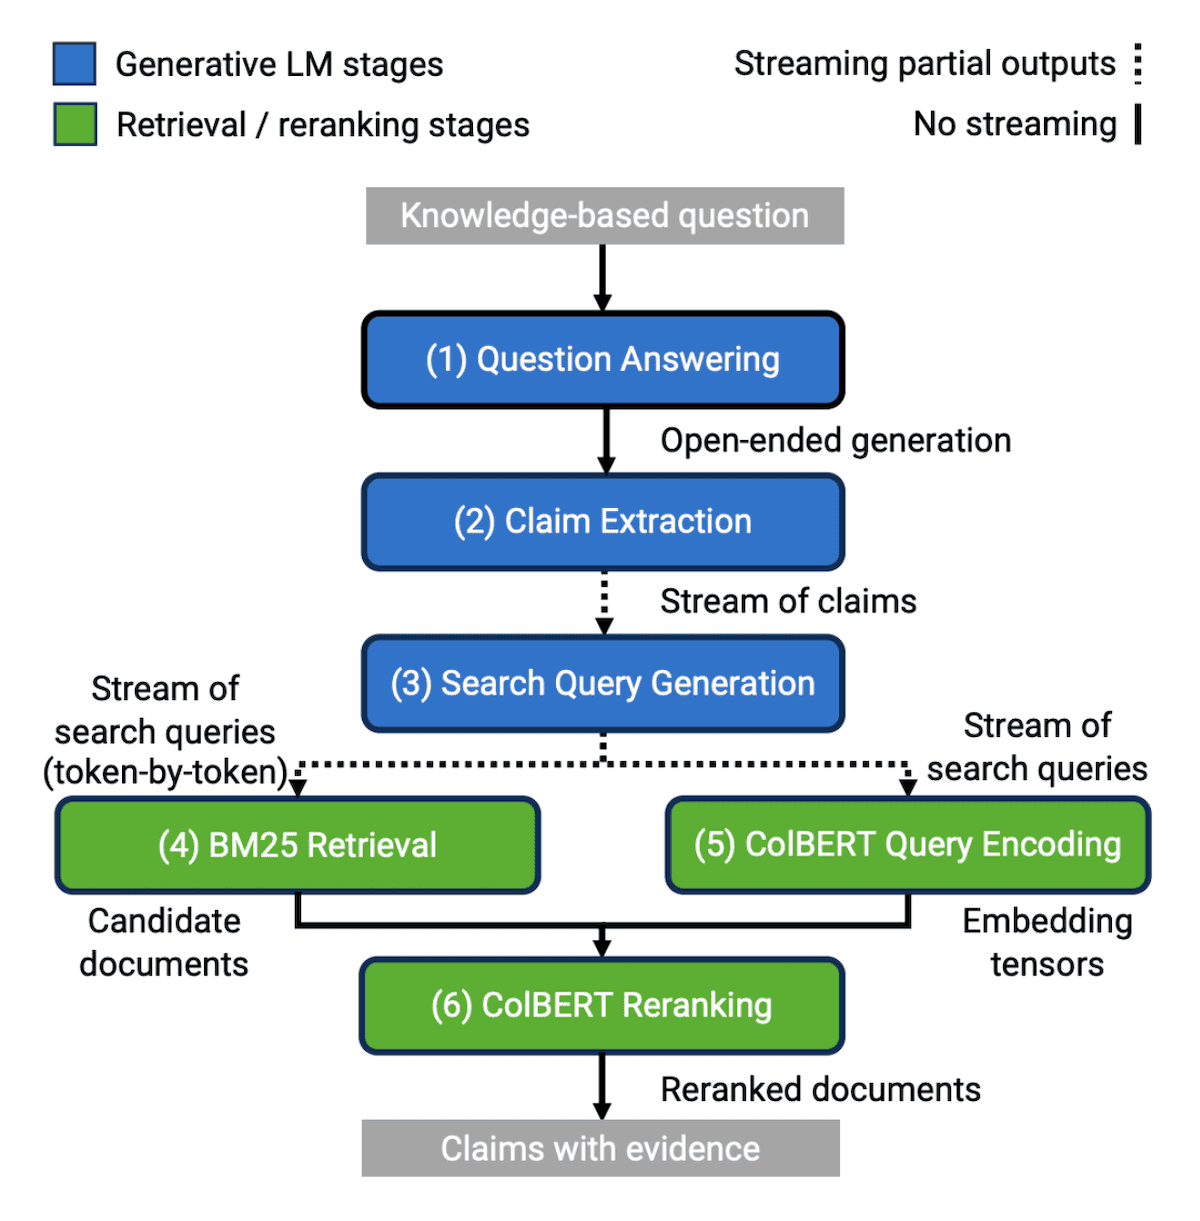 Generative LM stages
Retrieval / reranking stages
Streaming partial outputs
No streaming
Knowledge-based question
(1) Question Answering
Open-ended generation
(2) Claim Extraction
Stream of claims
(3) Search Query Generation
Stream of
search queries
(token-by-token)
Stream of
search queries
(4) BM25 Retrieval
(5) ColBERT Query Encoding
Candidate
documents
Embedding
tensors
(6) ColBERT Reranking
Reranked documents
Claims with evidence